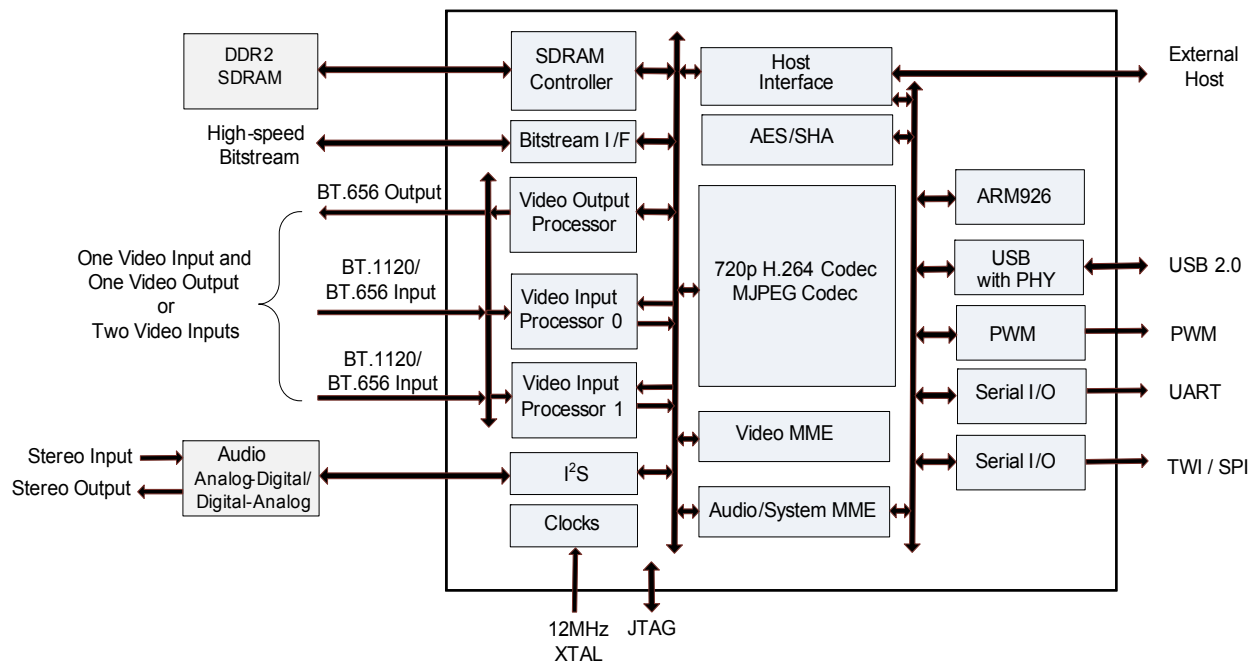 DDR2
SDRAM
High-speed
Bitstream
BT.656 Output
One Video Input and
One Video Output
or
Two Video Inputs
BT.1120/
BT.656 Input
BT.1120/
BT.656 Input
Stereo Input
Stereo Output
Audio
Analog-Digital/
Digital-Analog
SDRAM
Controller
Bitstream I/F
Video Output
Processor
Video Input
Processor 0
Video Input
Processor 1
I²S
Clocks
12MHz
XTAL
JTAG
Host
Interface
AES/SHA
720p H.264 Codec
MJPEG Codec
Video MME
Audio/System MME
ARM926
USB
with PHY
PWM
Serial I/O
Serial I/O
External
Host
USB 2.0
PWM
UART
TWI / SPI